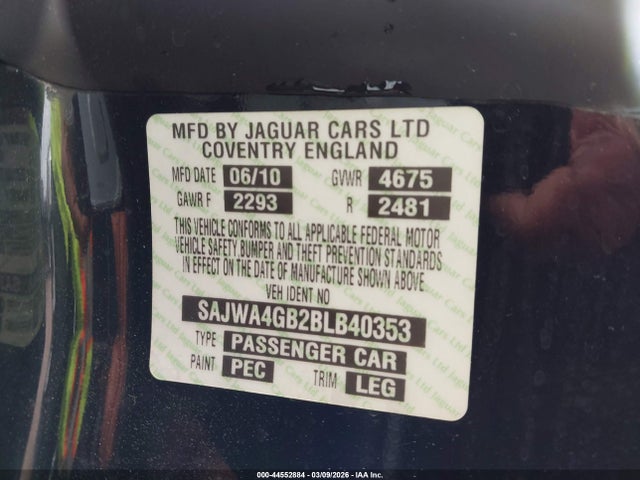 MFD BY JAGUAR CARS LTD
COVENTRY ENGLAND
MFD DATE 06/10 GVWR 4675
GAWR F 2293 R 2481
THIS VEHICLE CONFORMS TO ALL APPLICABLE FEDERAL MOTOR
VEHICLE SAFETY BUMPER AND THEFT PREVENTION STANDARDS
IN EFFECT ON THE DATE OF MANUFACTURE SHOWN ABOVE
VEH IDENT NO
SAJWA4GB2BLB40353
TYPE PASSENGER CAR
PAINT PEC TRIM LEG
000-44552884 | 03/09/2026 - IAA Inc.